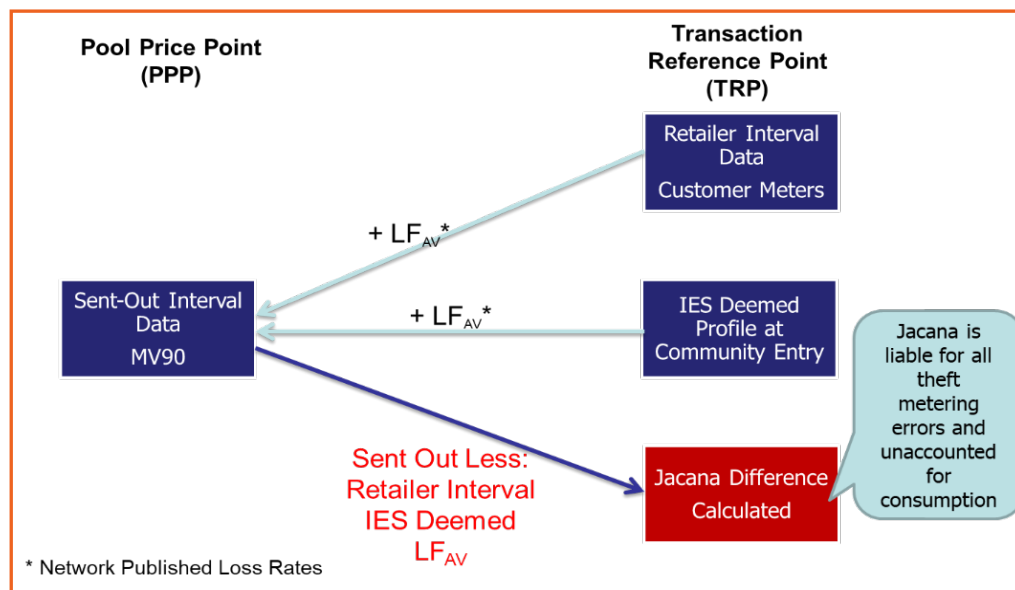 Pool Price Point
(PPP)
Transaction
Reference Point
(TRP)
Retailer Interval
Data
Customer Meters
+ LFAV*
Sent-Out Interval
Data
MV90
+ LFAV*
IES Deemed
Profile at
Community Entry
Jacana is
liable for all
theft
metering
errors and
unaccounted
for
consumption
Sent Out Less:
Retailer Interval
IES Deemed
LFAV
Jacana Difference
Calculated
* Network Published Loss Rates